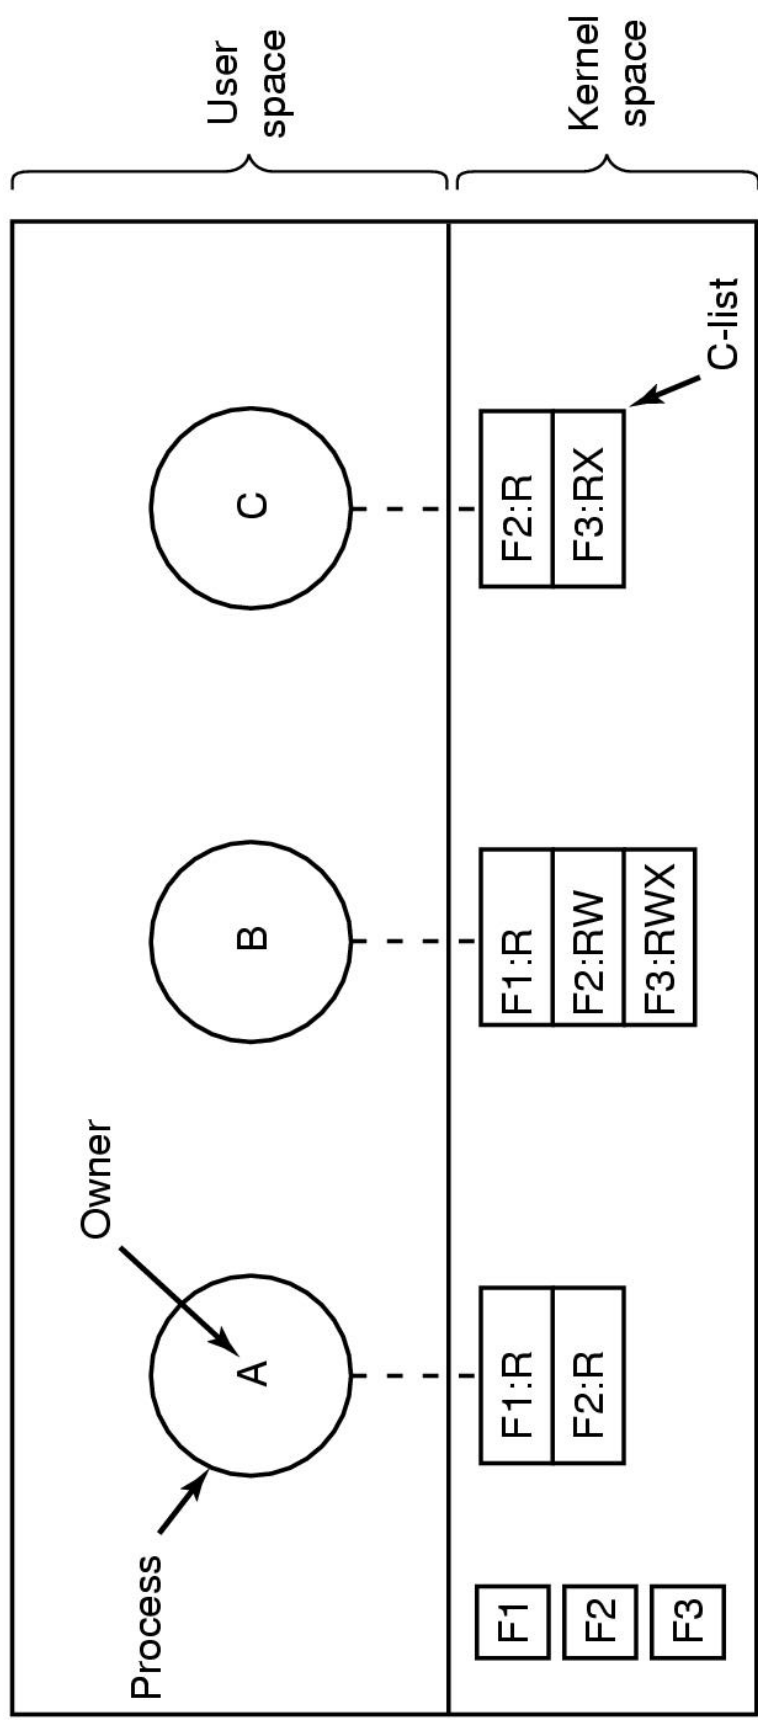 Owner
Process
A
B
C
User
space
F1
F2
F3
F1:R
F2:R
F1:R
F2:RW
F3:RWX
F2:R
F3:RX
C-list
Kernel
space